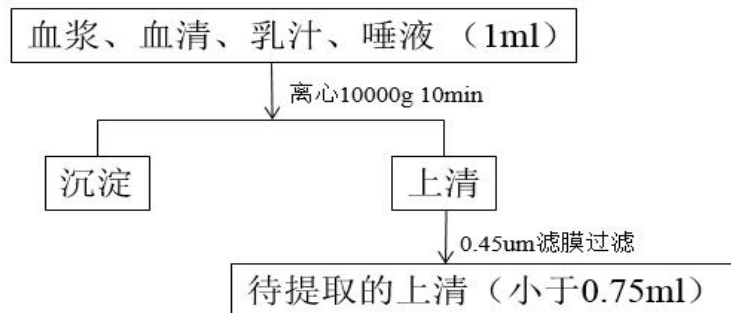 血浆、血清、乳汁、唾液 （1ml）
离心10000g 10min
沉淀
上清
0.45um滤膜过滤
待提取的上清（小于0.75ml）